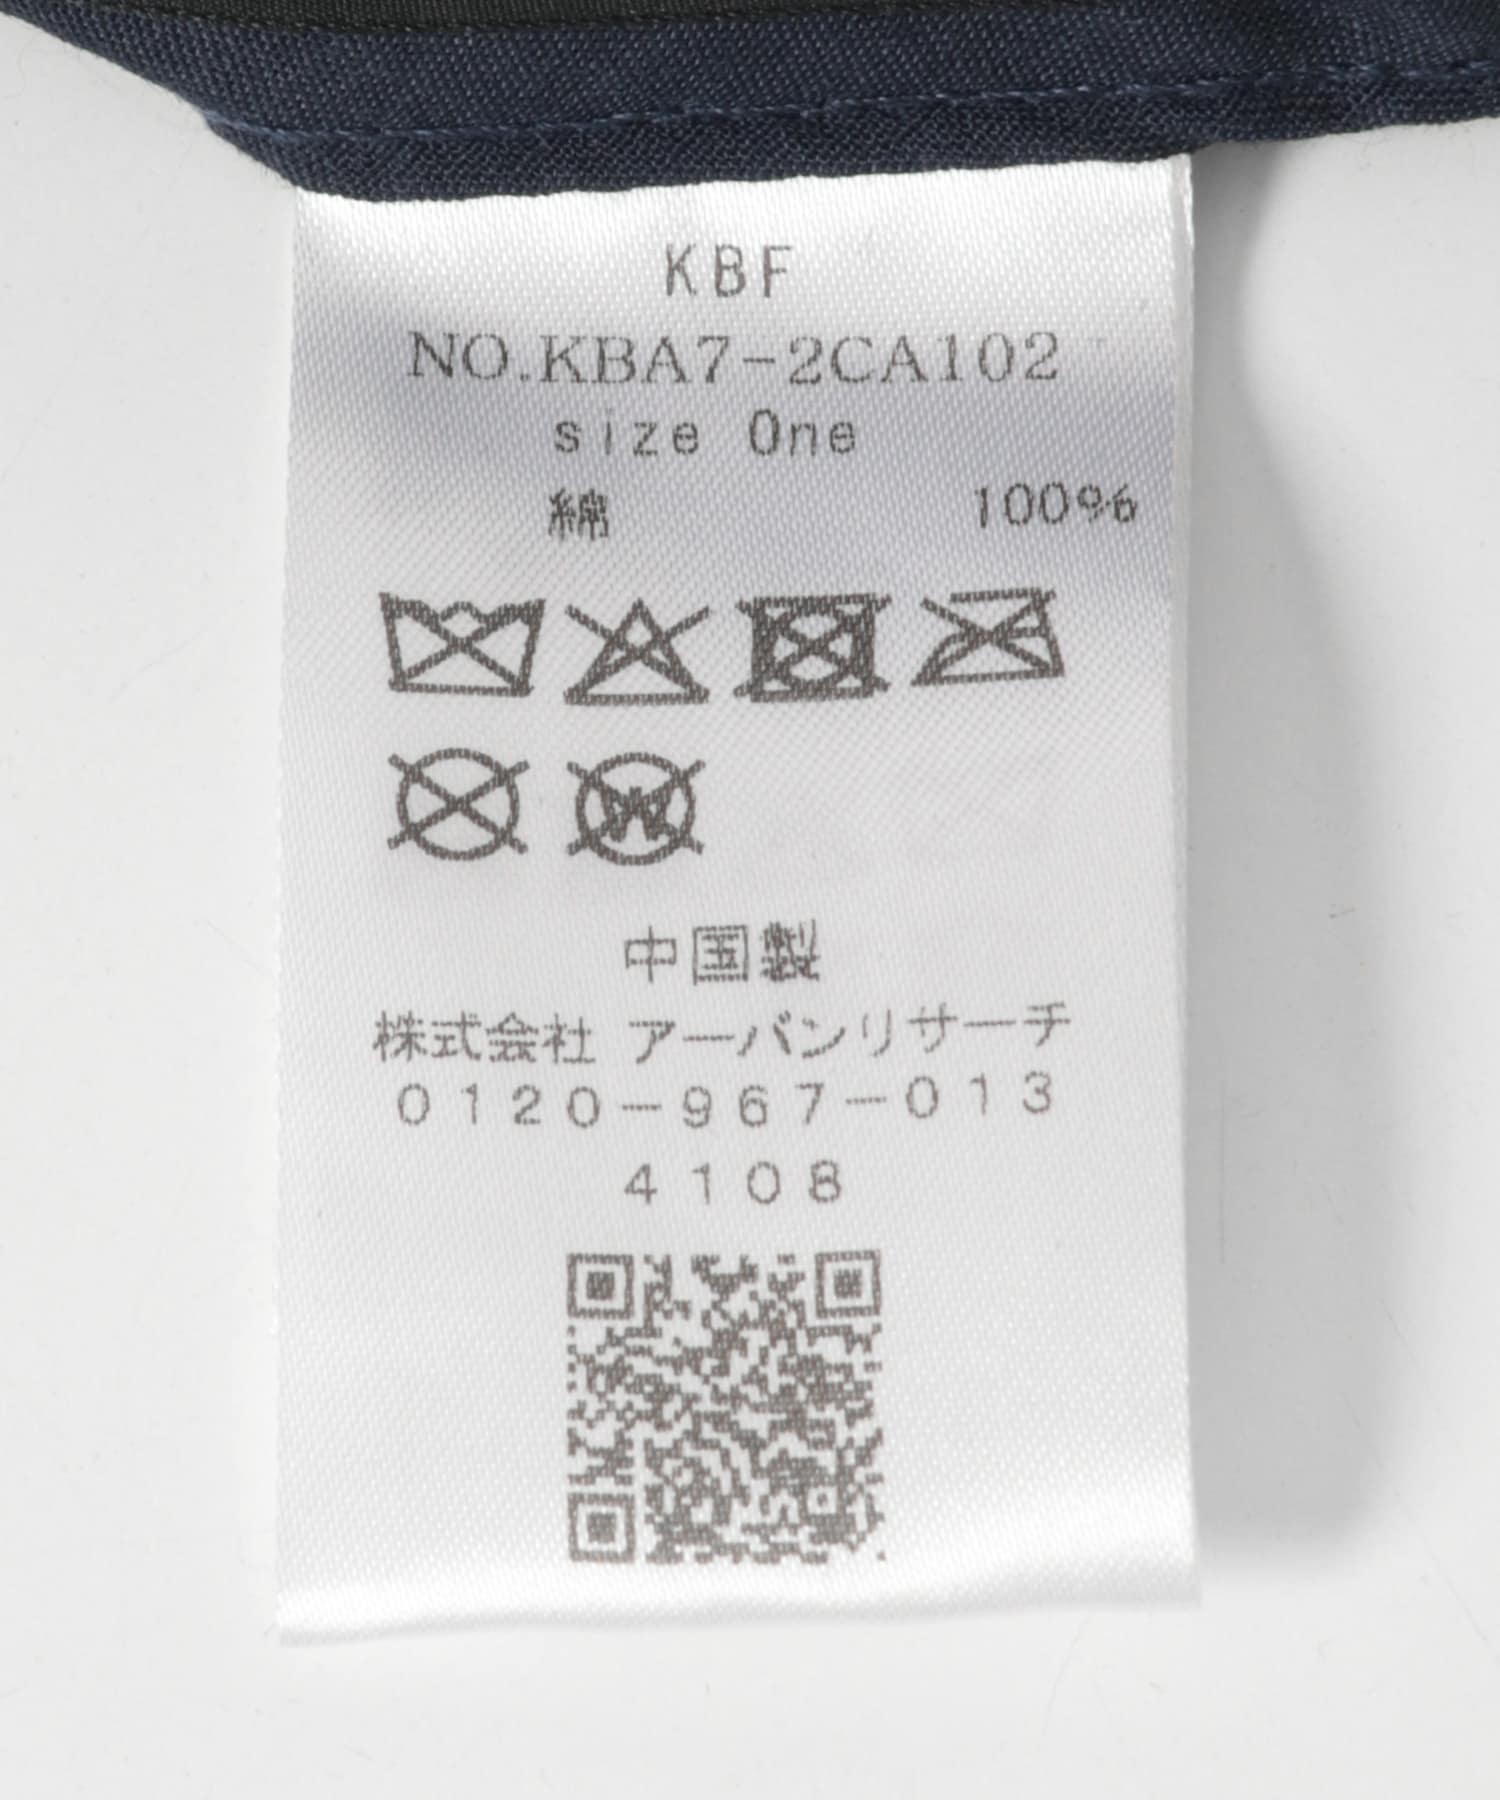 KBF
NO.KBA7-2CA102
size One
綿 100%
中国製
株式会社 アーバンリサーチ
0120-967-013
4108